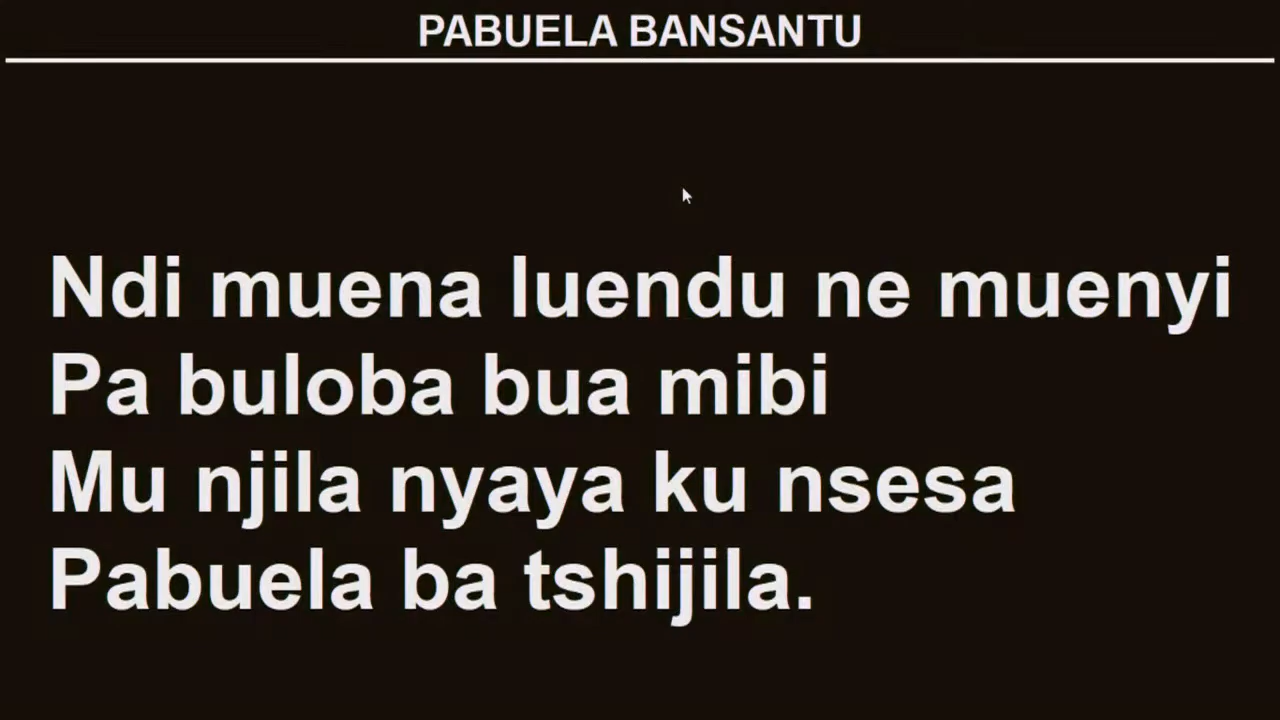 PABUELA BANSANTU
Ndi muena luendu ne muenyi
Pa buloba bua mibi
Mu njila nyaya ku nsesa
Pabuela ba tshijila.